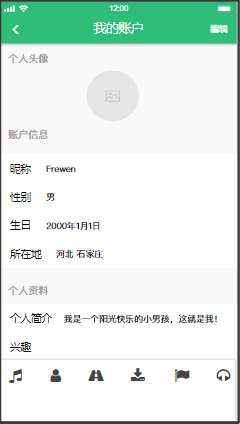 12:00
我的账户 编辑
个人头像
账户信息
昵称 Frewen
性别 男
生日 2000年1月1日
所在地 河北 石家庄
个人资料
个人简介 我是一个阳光快乐的小男孩，这就是我！
兴趣